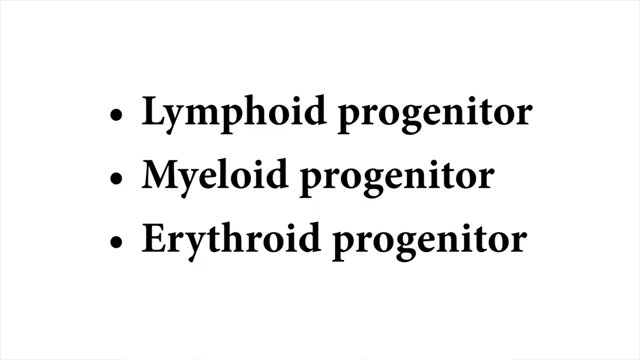 • Lymphoid progenitor
• Myeloid progenitor
• Erythroid progenitor